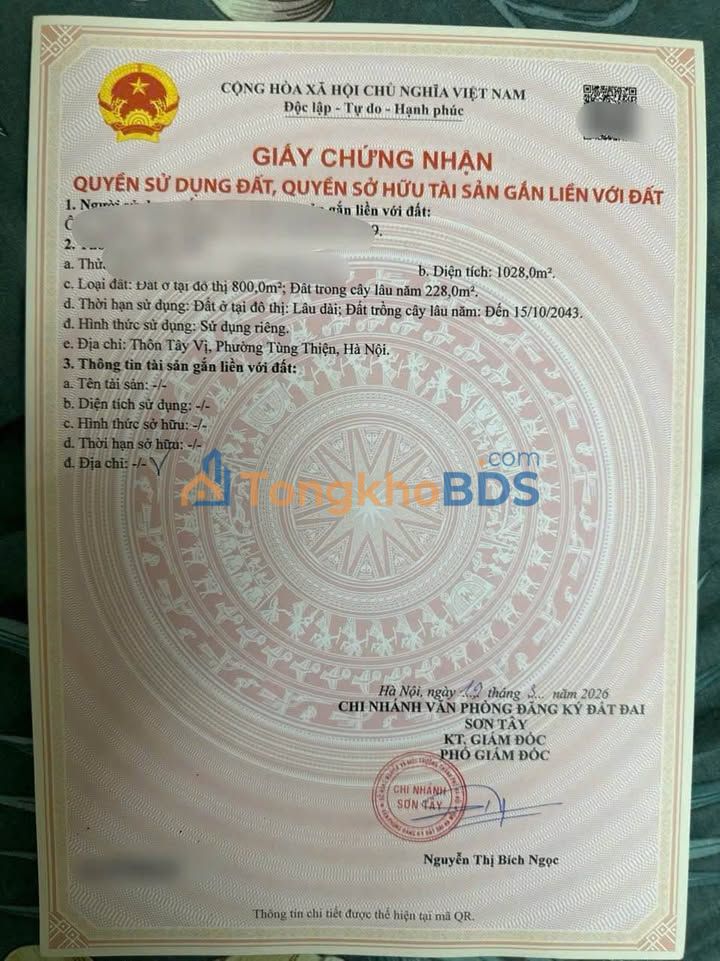 CỘNG HÒA XÃ HỘI CHỦ NGHĨA VIỆT NAM
Độc lập - Tự do - Hạnh phúc
GIẤY CHỨNG NHẬN
QUYỀN SỬ DỤNG ĐẤT, QUYỀN SỞ HỮU TÀI SẢN GẮN LIỀN VỚI ĐẤT
1. Người gắn liền với đất:
9.
2.
a. Thửa b. Diện tích: 1028,0m².
c. Loại đất: Đất ở tại đô thị 800,0m²; Đất trồng cây lâu năm 228,0m².
d. Thời hạn sử dụng: Đất ở tại đô thị: Lâu dài; Đất trồng cây lâu năm: Đến 15/10/2043.
đ. Hình thức sử dụng: Sử dụng riêng.
e. Địa chỉ: Thôn Tây Vị, Phường Tùng Thiện, Hà Nội.
3. Thông tin tài sản gắn liền với đất:
a. Tên tài sản: -/-
b. Diện tích sử dụng: -/-
c. Hình thức sở hữu: -/-
d. Thời hạn sở hữu: -/-
đ. Địa chỉ: -/-
TongkhoBDS.com
Hà Nội, ngày 12 tháng 3 năm 2026
CHI NHÁNH VĂN PHÒNG ĐĂNG KÝ ĐẤT ĐAI
SƠN TÂY
KT. GIÁM ĐỐC
PHÓ GIÁM ĐỐC
CHI NHÁNH
SƠN TÂY
Nguyễn Thị Bích Ngọc
Thông tin chi tiết được thể hiện tại mã QR.